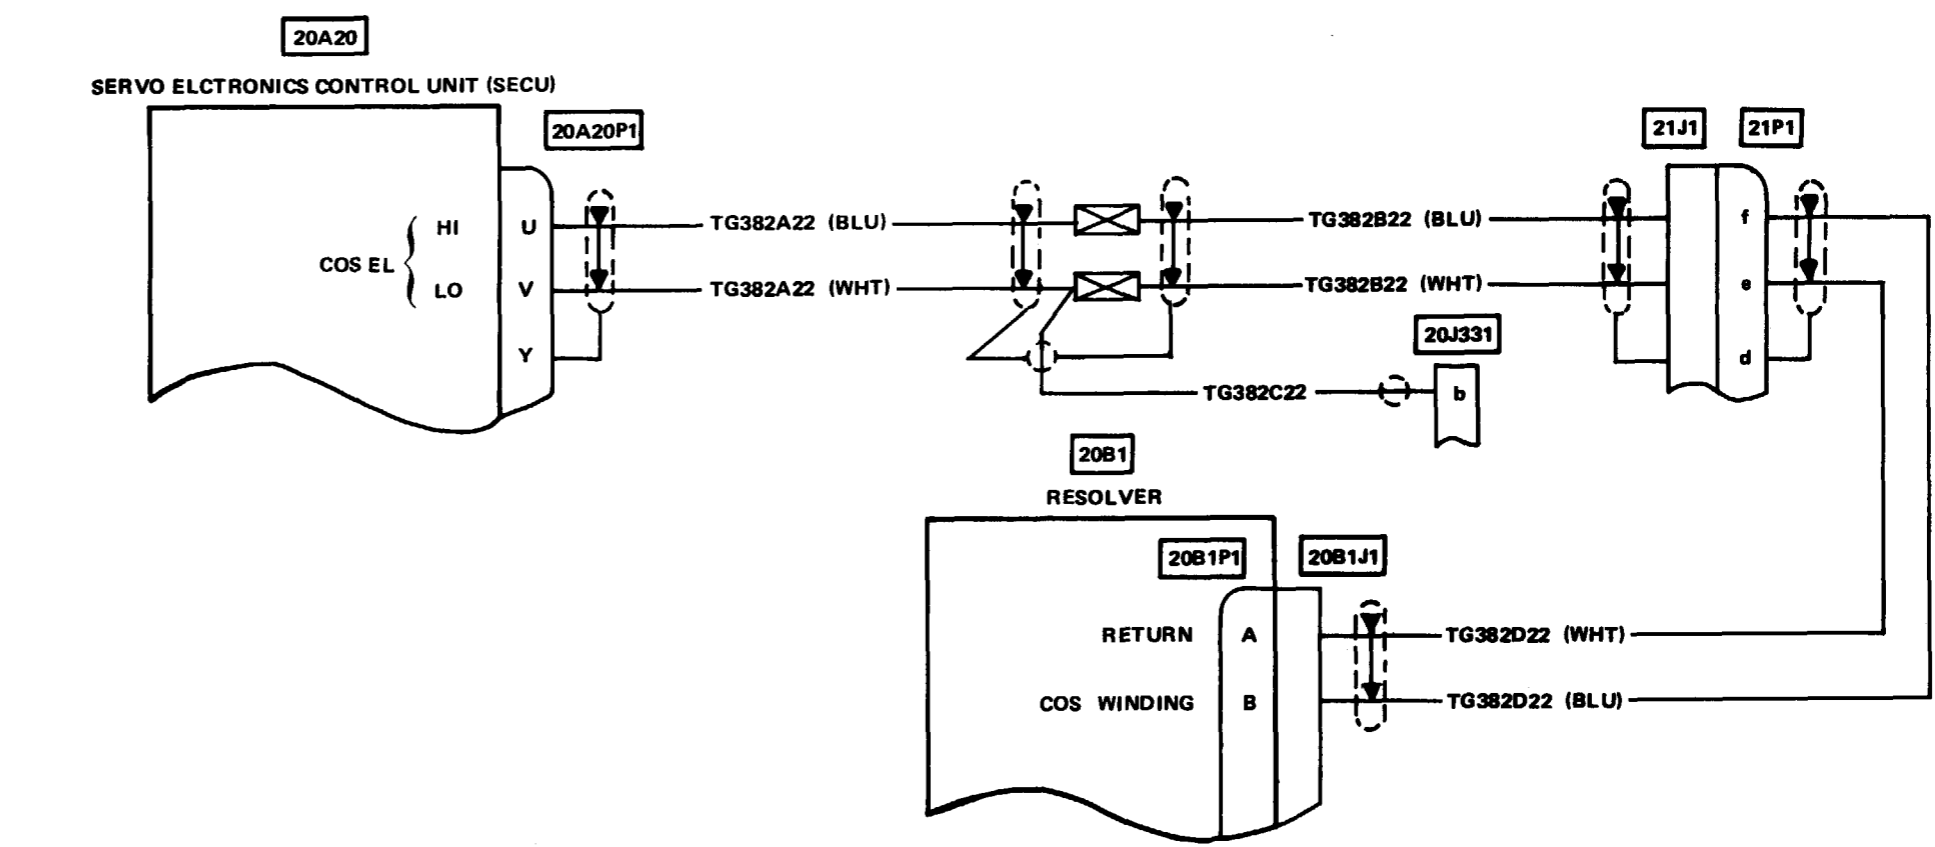 20A20
SERVO ELCTRONICS CONTROL UNIT (SECU)
20A20P1
21J1
21P1
HI
U
TG382A22 (BLU)
TG382B22 (BLU)
f
COS EL
LO
V
TG382A22 (WHT)
TG382B22 (WHT)
e
20J331
Y
d
TG382C22
b
20B1
RESOLVER
20B1P1
20B1J1
RETURN
A
TG382D22 (WHT)
COS WINDING
B
TG382D22 (BLU)